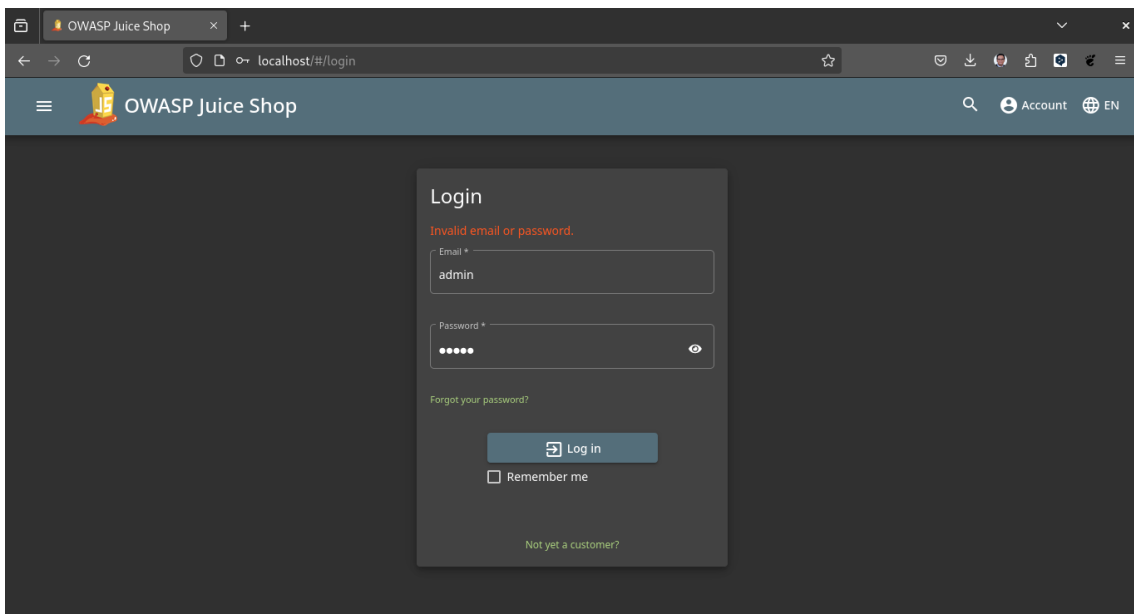 OWASP Juice Shop
localhost/#/login
JS
OWASP Juice Shop
Account
EN
Login
Invalid email or password.
Email *
admin
Password *
•••••
Forgot your password?
Log in
Remember me
Not yet a customer?